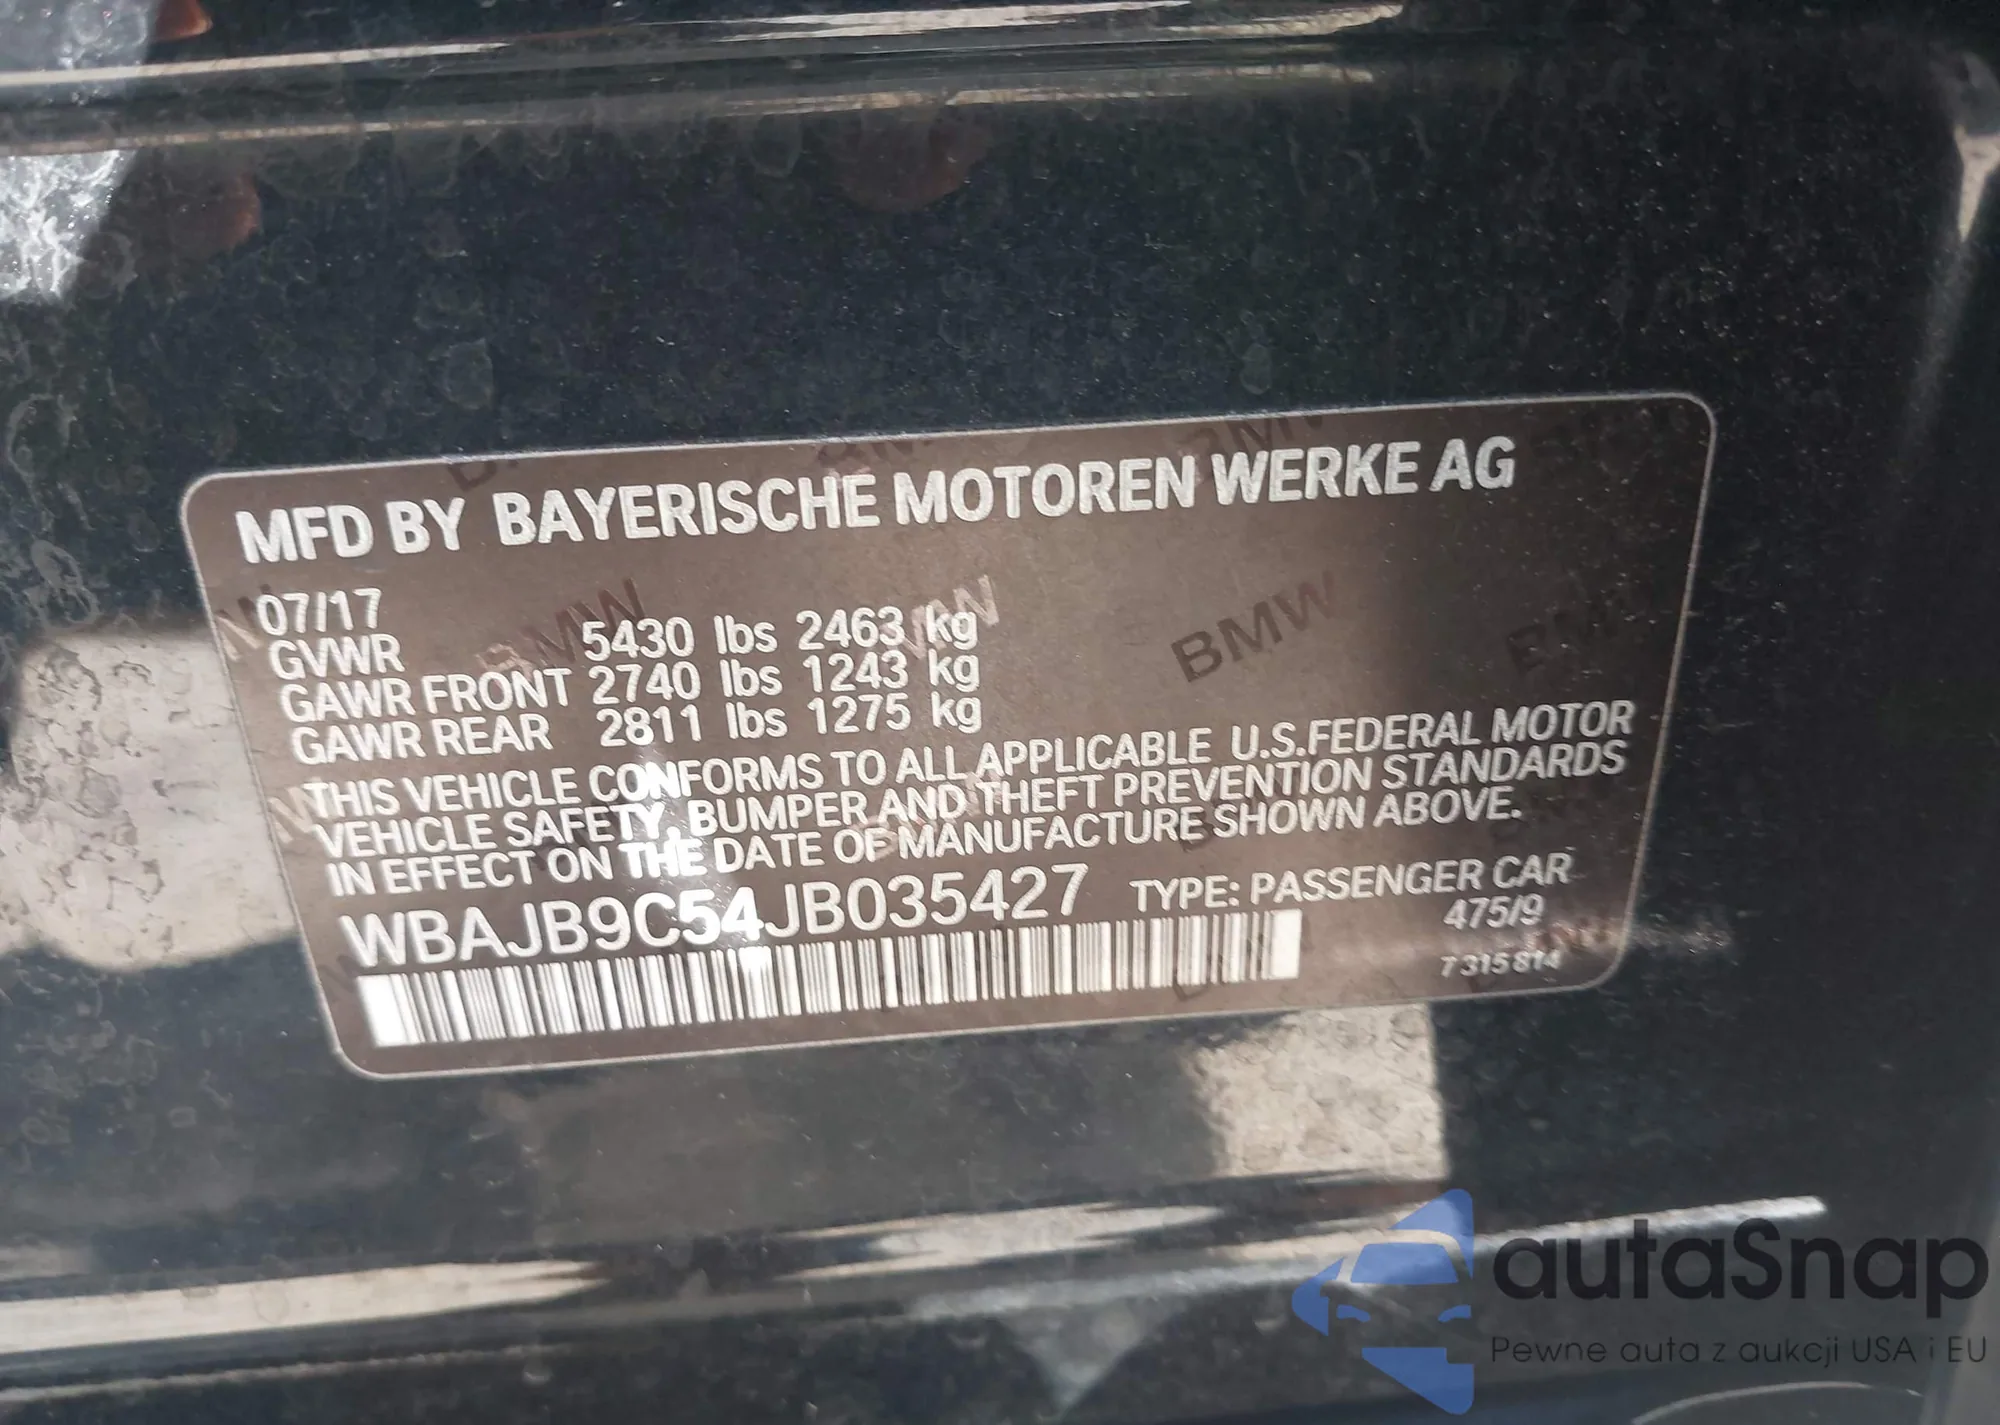 MFD BY BAYERISCHE MOTOREN WERKE AG
07/17
GVWR 5430 lbs 2463 kg
GAWR FRONT 2740 lbs 1243 kg
GAWR REAR 2811 lbs 1275 kg
THIS VEHICLE CONFORMS TO ALL APPLICABLE U.S.FEDERAL MOTOR
VEHICLE SAFETY, BUMPER AND THEFT PREVENTION STANDARDS
IN EFFECT ON THE DATE OF MANUFACTURE SHOWN ABOVE.
WBAJB9C54JB035427 TYPE: PASSENGER CAR
475/9
7 315 814
autaSnap
Pewne auta z aukcji USA i EU